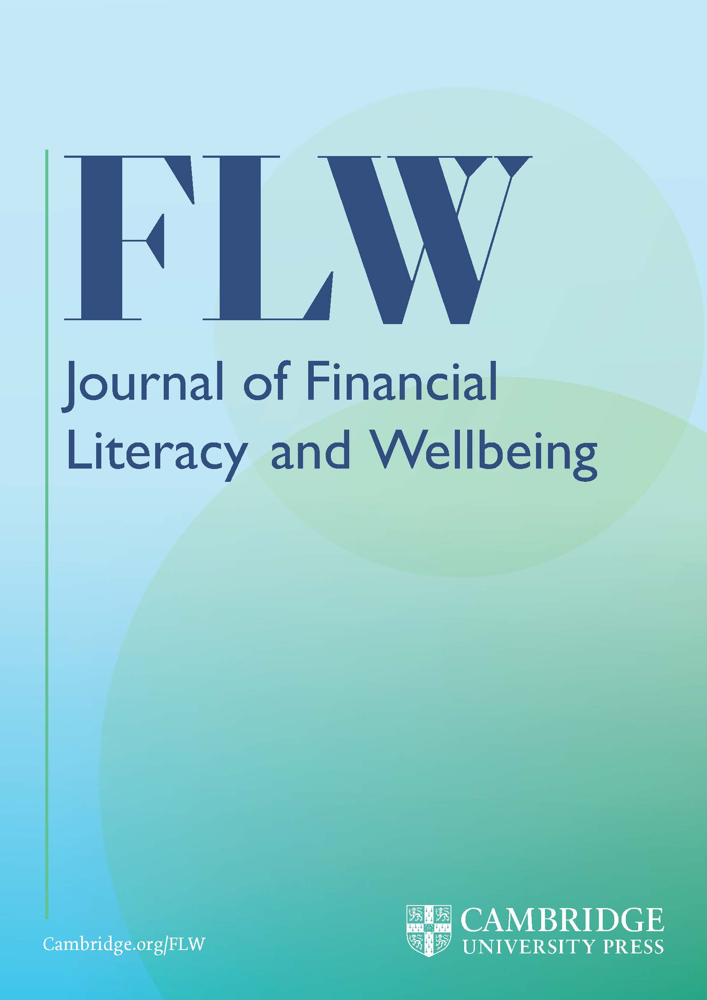 FLW
Journal of Financial
Literacy and Wellbeing
Cambridge.org/FLW
CAMBRIDGE
UNIVERSITY PRESS